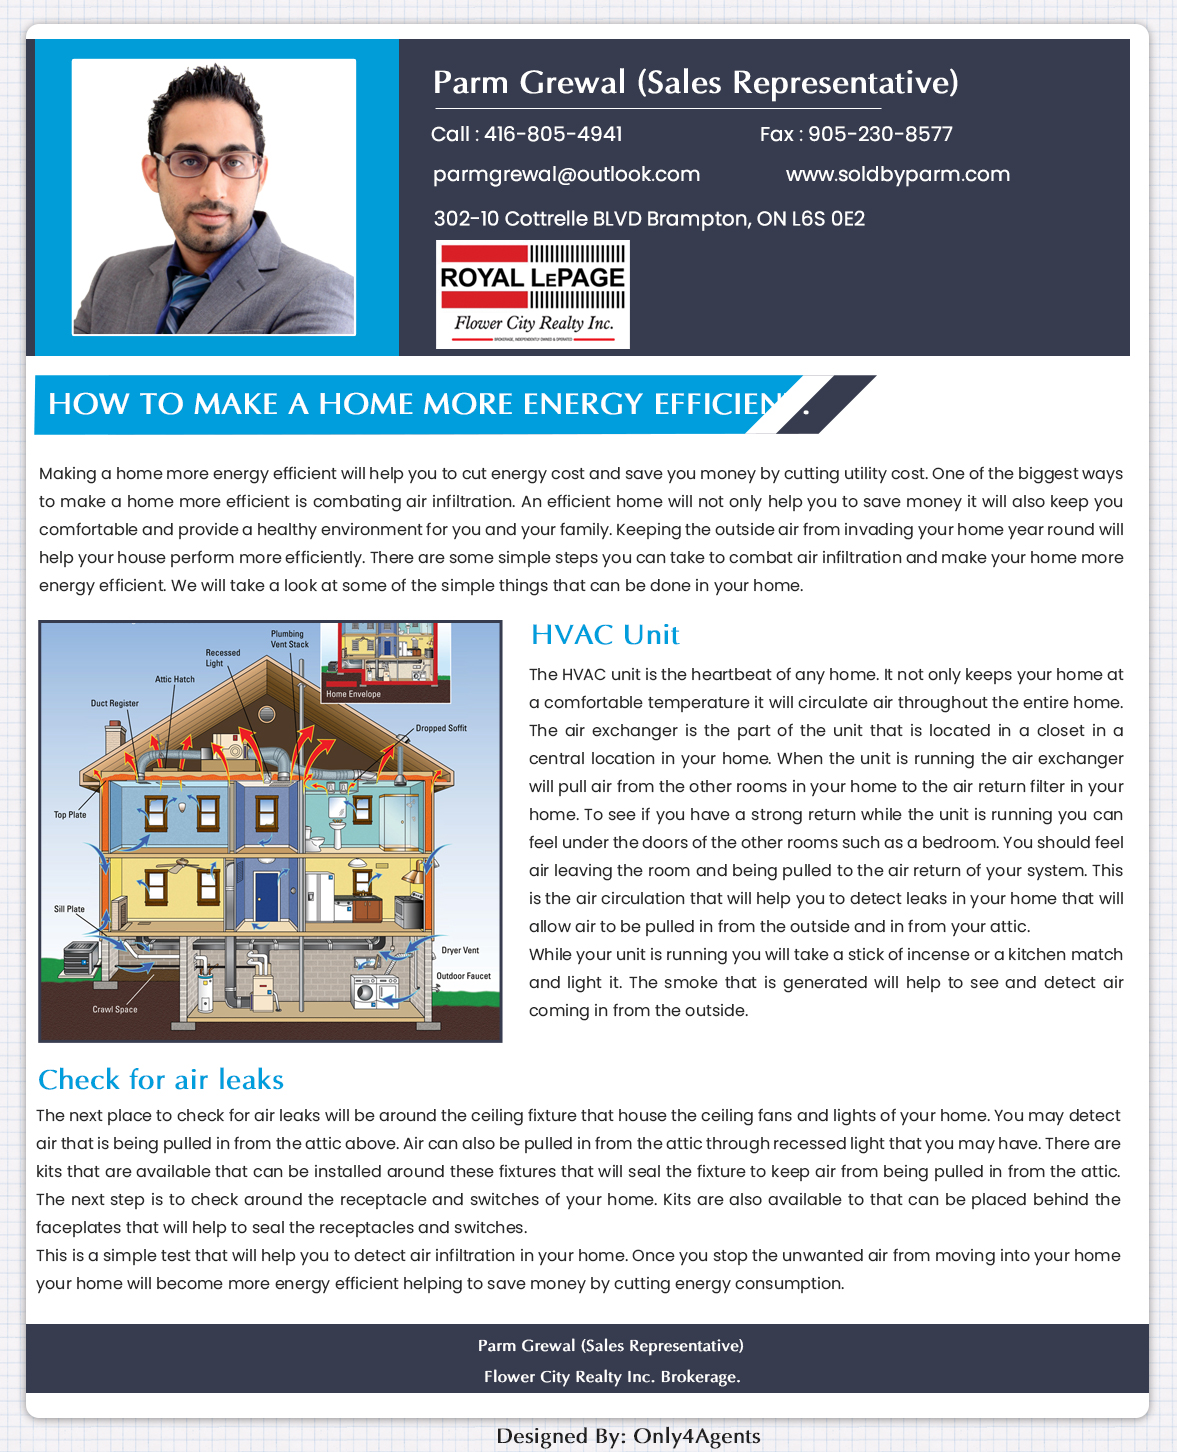 Parm Grewal (Sales Representative)
Call : 416-805-4941
Fax : 905-230-8577
parmgrewal@outlook.com
www.soldbyparm.com
302-10 Cottrelle BLVD Brampton, ON L6S 0E2
ROYAL LEPAGE
Flower City Realty Inc.
BROKERAGE, INDEPENDENTLY OWNED & OPERATED
HOW TO MAKE A HOME MORE ENERGY EFFICIENT.
Making a home more energy efficient will help you to cut energy cost and save you money by cutting utility cost. One of the biggest ways
to make a home more efficient is combating air infiltration. An efficient home will not only help you to save money it will also keep you
comfortable and provide a healthy environment for you and your family. Keeping the outside air from invading your home year round will
help your house perform more efficiently. There are some simple steps you can take to combat air infiltration and make your home more
energy efficient. We will take a look at some of the simple things that can be done in your home.
Plumbing
Vent Stack
Recessed
Light
Attic Hatch
Duct Register
Home Envelope
Dropped Soffit
Top Plate
Sill Plate
Dryer Vent
Outdoor Faucet
Crawl Space
HVAC Unit
The HVAC unit is the heartbeat of any home. It not only keeps your home at
a comfortable temperature it will circulate air throughout the entire home.
The air exchanger is the part of the unit that is located in a closet in a
central location in your home. When the unit is running the air exchanger
will pull air from the other rooms in your home to the air return filter in your
home. To see if you have a strong return while the unit is running you can
feel under the doors of the other rooms such as a bedroom. You should feel
air leaving the room and being pulled to the air return of your system. This
is the air circulation that will help you to detect leaks in your home that will
allow air to be pulled in from the outside and in from your attic.
While your unit is running you will take a stick of incense or a kitchen match
and light it. The smoke that is generated will help to see and detect air
coming in from the outside.
Check for air leaks
The next place to check for air leaks will be around the ceiling fixture that house the ceiling fans and lights of your home. You may detect
air that is being pulled in from the attic above. Air can also be pulled in from the attic through recessed light that you may have. There are
kits that are available that can be installed around these fixtures that will seal the fixture to keep air from being pulled in from the attic.
The next step is to check around the receptacle and switches of your home. Kits are also available to that can be placed behind the
faceplates that will help to seal the receptacles and switches.
This is a simple test that will help you to detect air infiltration in your home. Once you stop the unwanted air from moving into your home
your home will become more energy efficient helping to save money by cutting energy consumption.
Parm Grewal (Sales Representative)
Flower City Realty Inc. Brokerage.
Designed By: Only4Agents